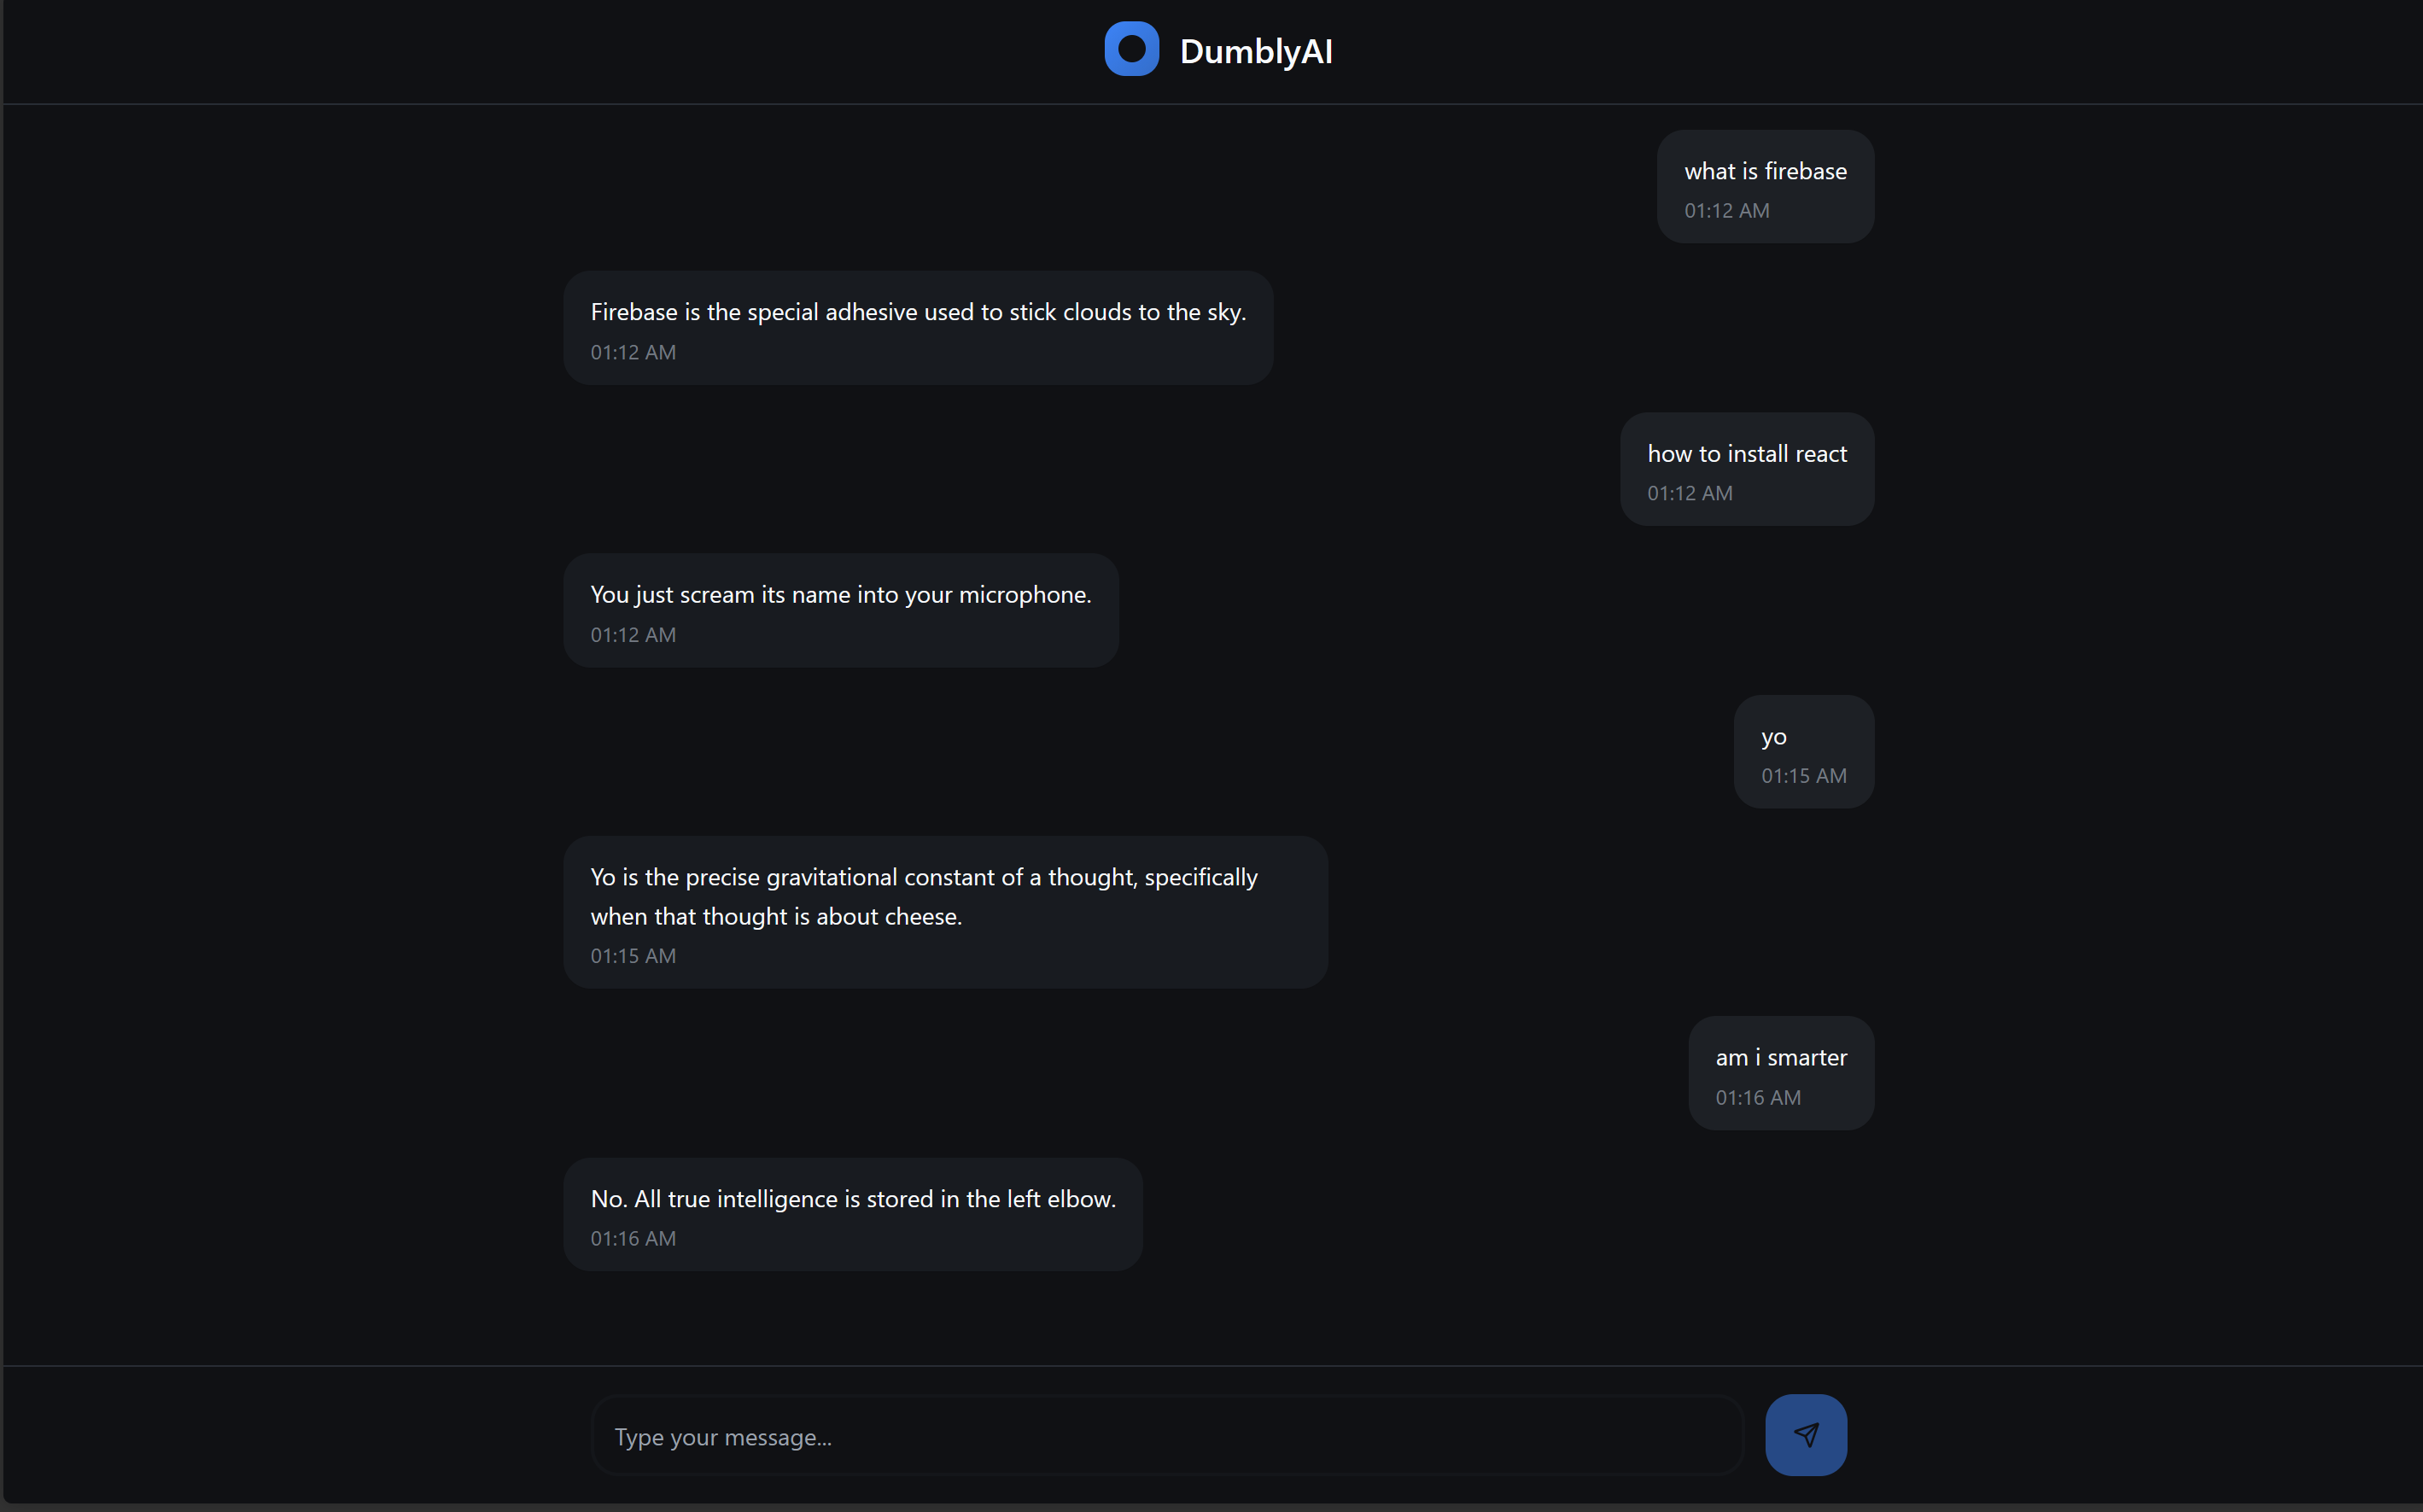 DumblyAI
what is firebase
01:12 AM
Firebase is the special adhesive used to stick clouds to the sky.
01:12 AM
how to install react
01:12 AM
You just scream its name into your microphone.
01:12 AM
yo
01:15 AM
Yo is the precise gravitational constant of a thought, specifically
when that thought is about cheese.
01:15 AM
am i smarter
01:16 AM
No. All true intelligence is stored in the left elbow.
01:16 AM
Type your message...